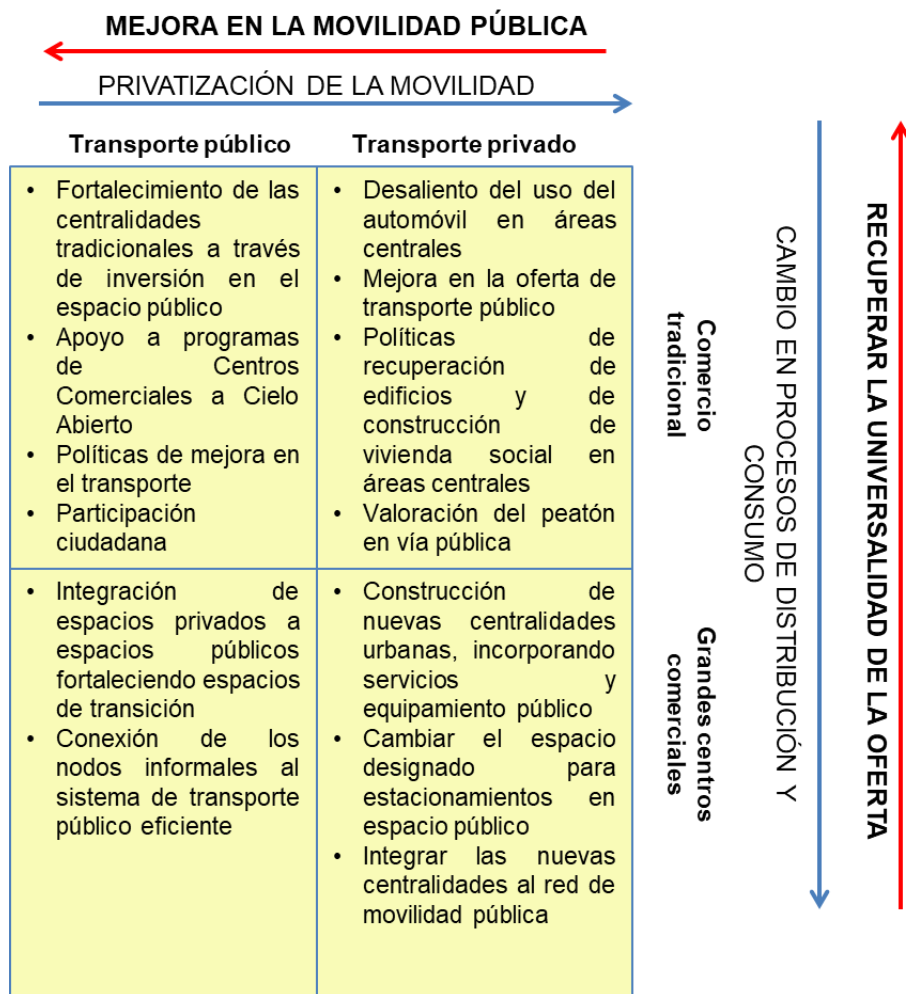 MEJORA EN LA MOVILIDAD PÚBLICA
PRIVATIZACIÓN DE LA MOVILIDAD
Transporte público
Transporte privado
• Fortalecimiento de las
centralidades
tradicionales a través
de inversión en el
espacio público
• Apoyo a programas
de Centros
Comerciales a Cielo
Abierto
• Políticas de mejora en
el transporte
• Participación
ciudadana
• Desaliento del uso del
automóvil en áreas
centrales
• Mejora en la oferta de
transporte público
• Políticas de
recuperación de
edificios y de
construcción de
vivienda social en
áreas centrales
• Valoración del peatón
en vía pública
Comercio
tradicional
• Integración de
espacios privados a
espacios públicos
fortaleciendo espacios
de transición
• Conexión de los
nodos informales al
sistema de transporte
público eficiente
• Construcción de
nuevas centralidades
urbanas, incorporando
servicios y
equipamiento público
• Cambiar el espacio
designado para
estacionamientos en
espacio público
• Integrar las nuevas
centralidades al red de
movilidad pública
Grandes centros
comerciales
CAMBIO EN PROCESOS DE DISTRIBUCIÓN Y
CONSUMO
RECUPERAR LA UNIVERSALIDAD DE LA OFERTA